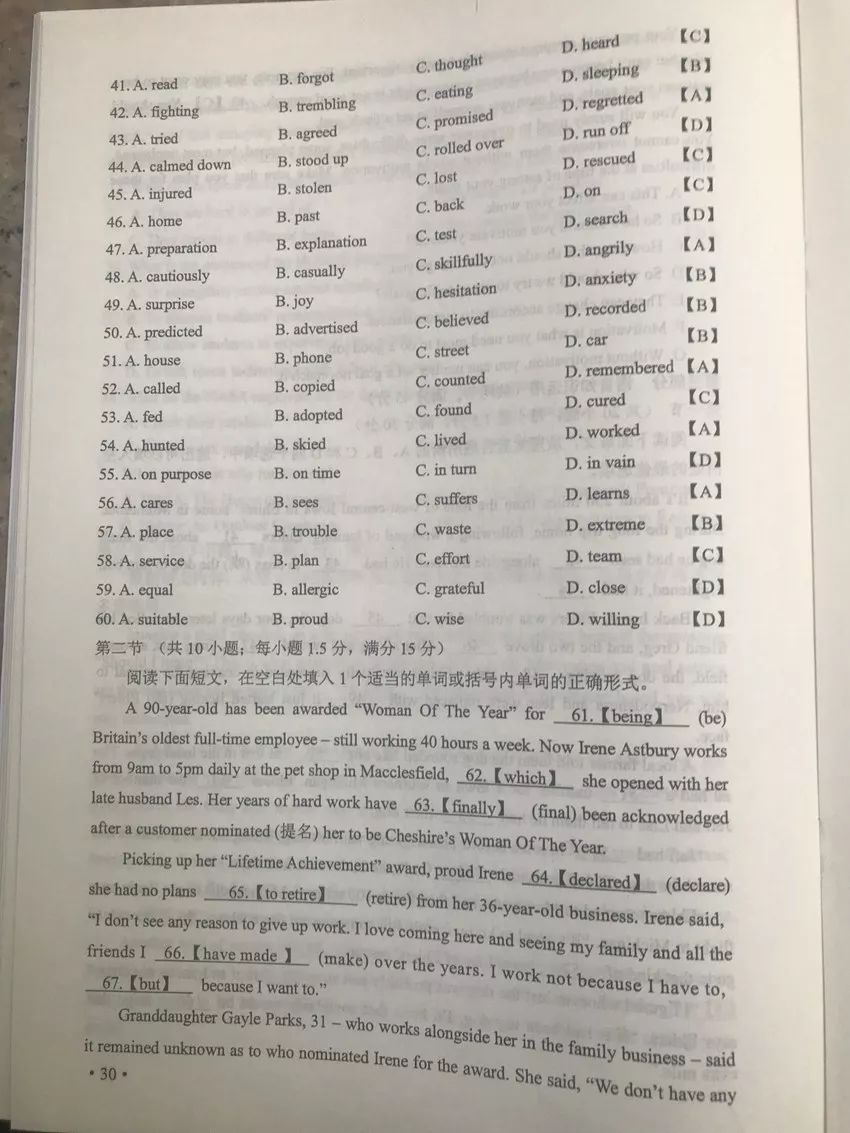 41. A. read B. forgot C. thought D. heard 【C】
42. A. fighting B. trembling C. eating D. sleeping 【B】
43. A. tried B. agreed C. promised D. regretted 【A】
44. A. calmed down B. stood up C. rolled over D. run off 【D】
45. A. injured B. stolen C. lost D. rescued 【C】
46. A. home B. past C. back D. on 【C】
47. A. preparation B. explanation C. test D. search 【D】
48. A. cautiously B. casually C. skillfully D. angrily 【A】
49. A. surprise B. joy C. hesitation D. anxiety 【B】
50. A. predicted B. advertised C. believed D. recorded 【B】
51. A. house B. phone C. street D. car 【B】
52. A. called B. copied C. counted D. remembered 【A】
53. A. fed B. adopted C. found D. cured 【C】
54. A. hunted B. skied C. lived D. worked 【A】
55. A. on purpose B. on time C. in turn D. in vain 【D】
56. A. cares B. sees C. suffers D. learns 【A】
57. A. place B. trouble C. waste D. extreme 【B】
58. A. service B. plan C. effort D. team 【C】
59. A. equal B. allergic C. grateful D. close 【D】
60. A. suitable B. proud C. wise D. willing 【D】
第二节 （共 10 小题；每小题 1.5 分，满分 15 分）
阅读下面短文，在空白处填入 1 个适当的单词或括号内单词的正确形式。
A 90-year-old has been awarded “Woman Of The Year” for 61.【being】 (be)
Britain’s oldest full-time employee – still working 40 hours a week. Now Irene Astbury works
from 9am to 5pm daily at the pet shop in Macclesfield, 62.【which】 she opened with her
late husband Les. Her years of hard work have 63.【finally】 (final) been acknowledged
after a customer nominated (提名) her to be Cheshire’s Woman Of The Year.
Picking up her “Lifetime Achievement” award, proud Irene 64.【declared】 (declare)
she had no plans 65.【to retire】 (retire) from her 36-year-old business. Irene said,
“I don’t see any reason to give up work. I love coming here and seeing my family and all the
friends I 66.【have made 】 (make) over the years. I work not because I have to,
67.【but】 because I want to.”
Granddaughter Gayle Parks, 31 – who works alongside her in the family business – said
it remained unknown as to who nominated Irene for the award. She said, “We don’t have any
• 30 •